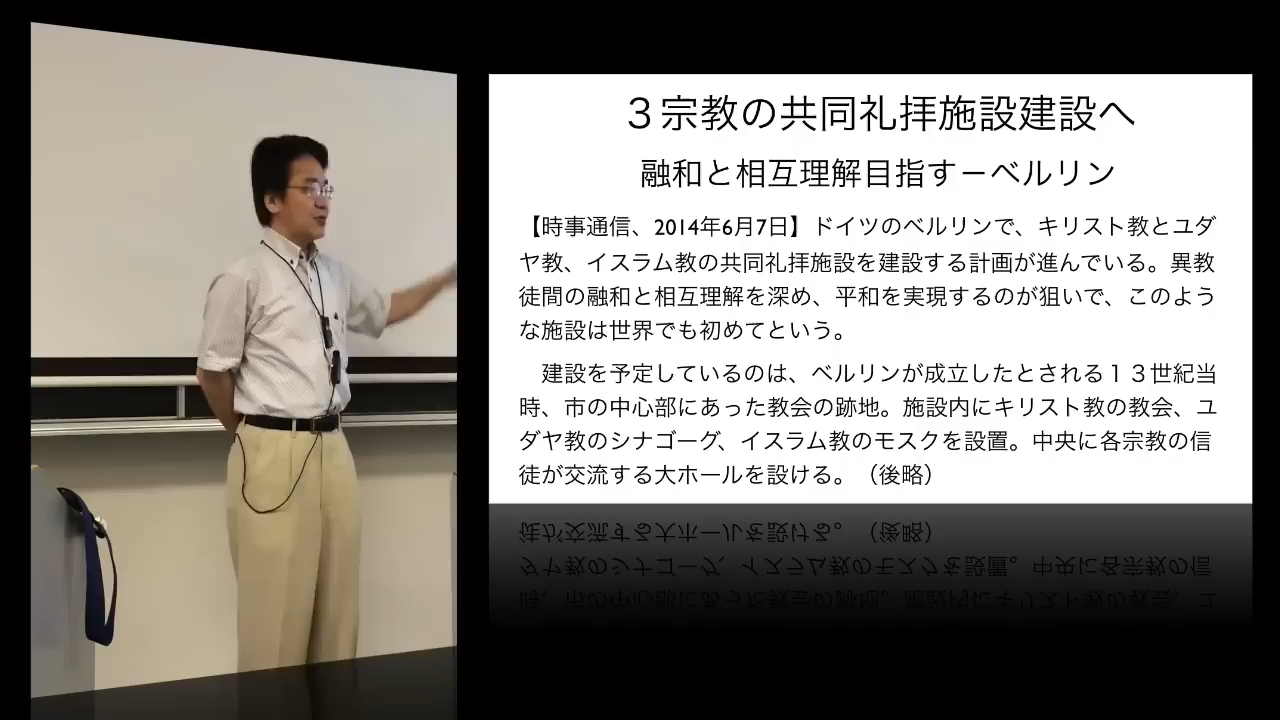 ３宗教の共同礼拝施設建設へ
融和と相互理解目指す－ベルリン
【時事通信、2014年6月7日】ドイツのベルリンで、キリスト教とユダ
ヤ教、イスラム教の共同礼拝施設を建設する計画が進んでいる。異教
徒間の融和と相互理解を深め、平和を実現するのが狙いで、このよう
な施設は世界でも初めてという。
建設を予定しているのは、ベルリンが成立したとされる１３世紀当
時、市の中心部にあった教会の跡地。施設内にキリスト教の教会、ユ
ダヤ教のシナゴーグ、イスラム教のモスクを設置。中央に各宗教の信
徒が交流する大ホールを設ける。（後略）